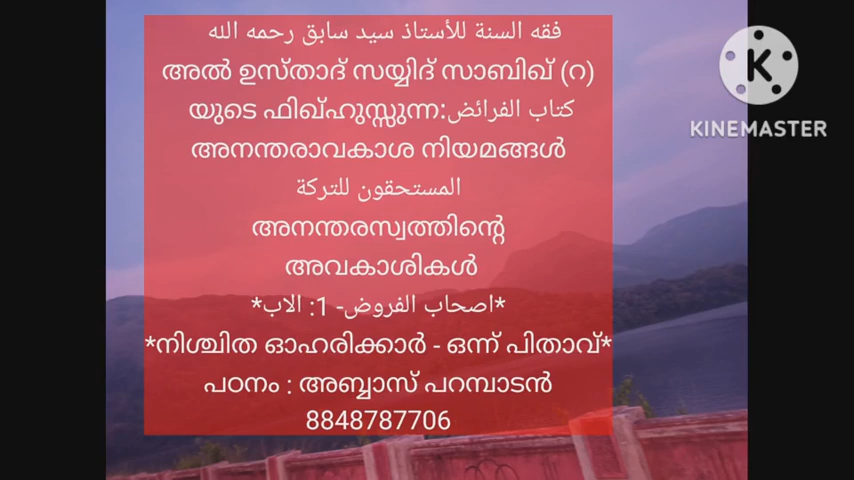 فقه السنة للأستاذ سيد سابق رحمه الله
അൽ ഉസ്താദ് സയ്യിദ് സാബിഖ് (റ)
യുടെ ഫിഖ്ഹുസ്സുന്ന:كتاب الفرائض
അനന്തരാവകാശ നിയമങ്ങൾ
المستحقون للتركة
അനന്തരസ്വത്തിന്റെ
അവകാശികൾ
*اصحاب الفروض- 1: الاب*
*നിശ്ചിത ഓഹരിക്കാർ - ഒന്ന് പിതാവ്*
പഠനം : അബ്ബാസ് പറമ്പാടൻ
8848787706
K
KINEMASTER